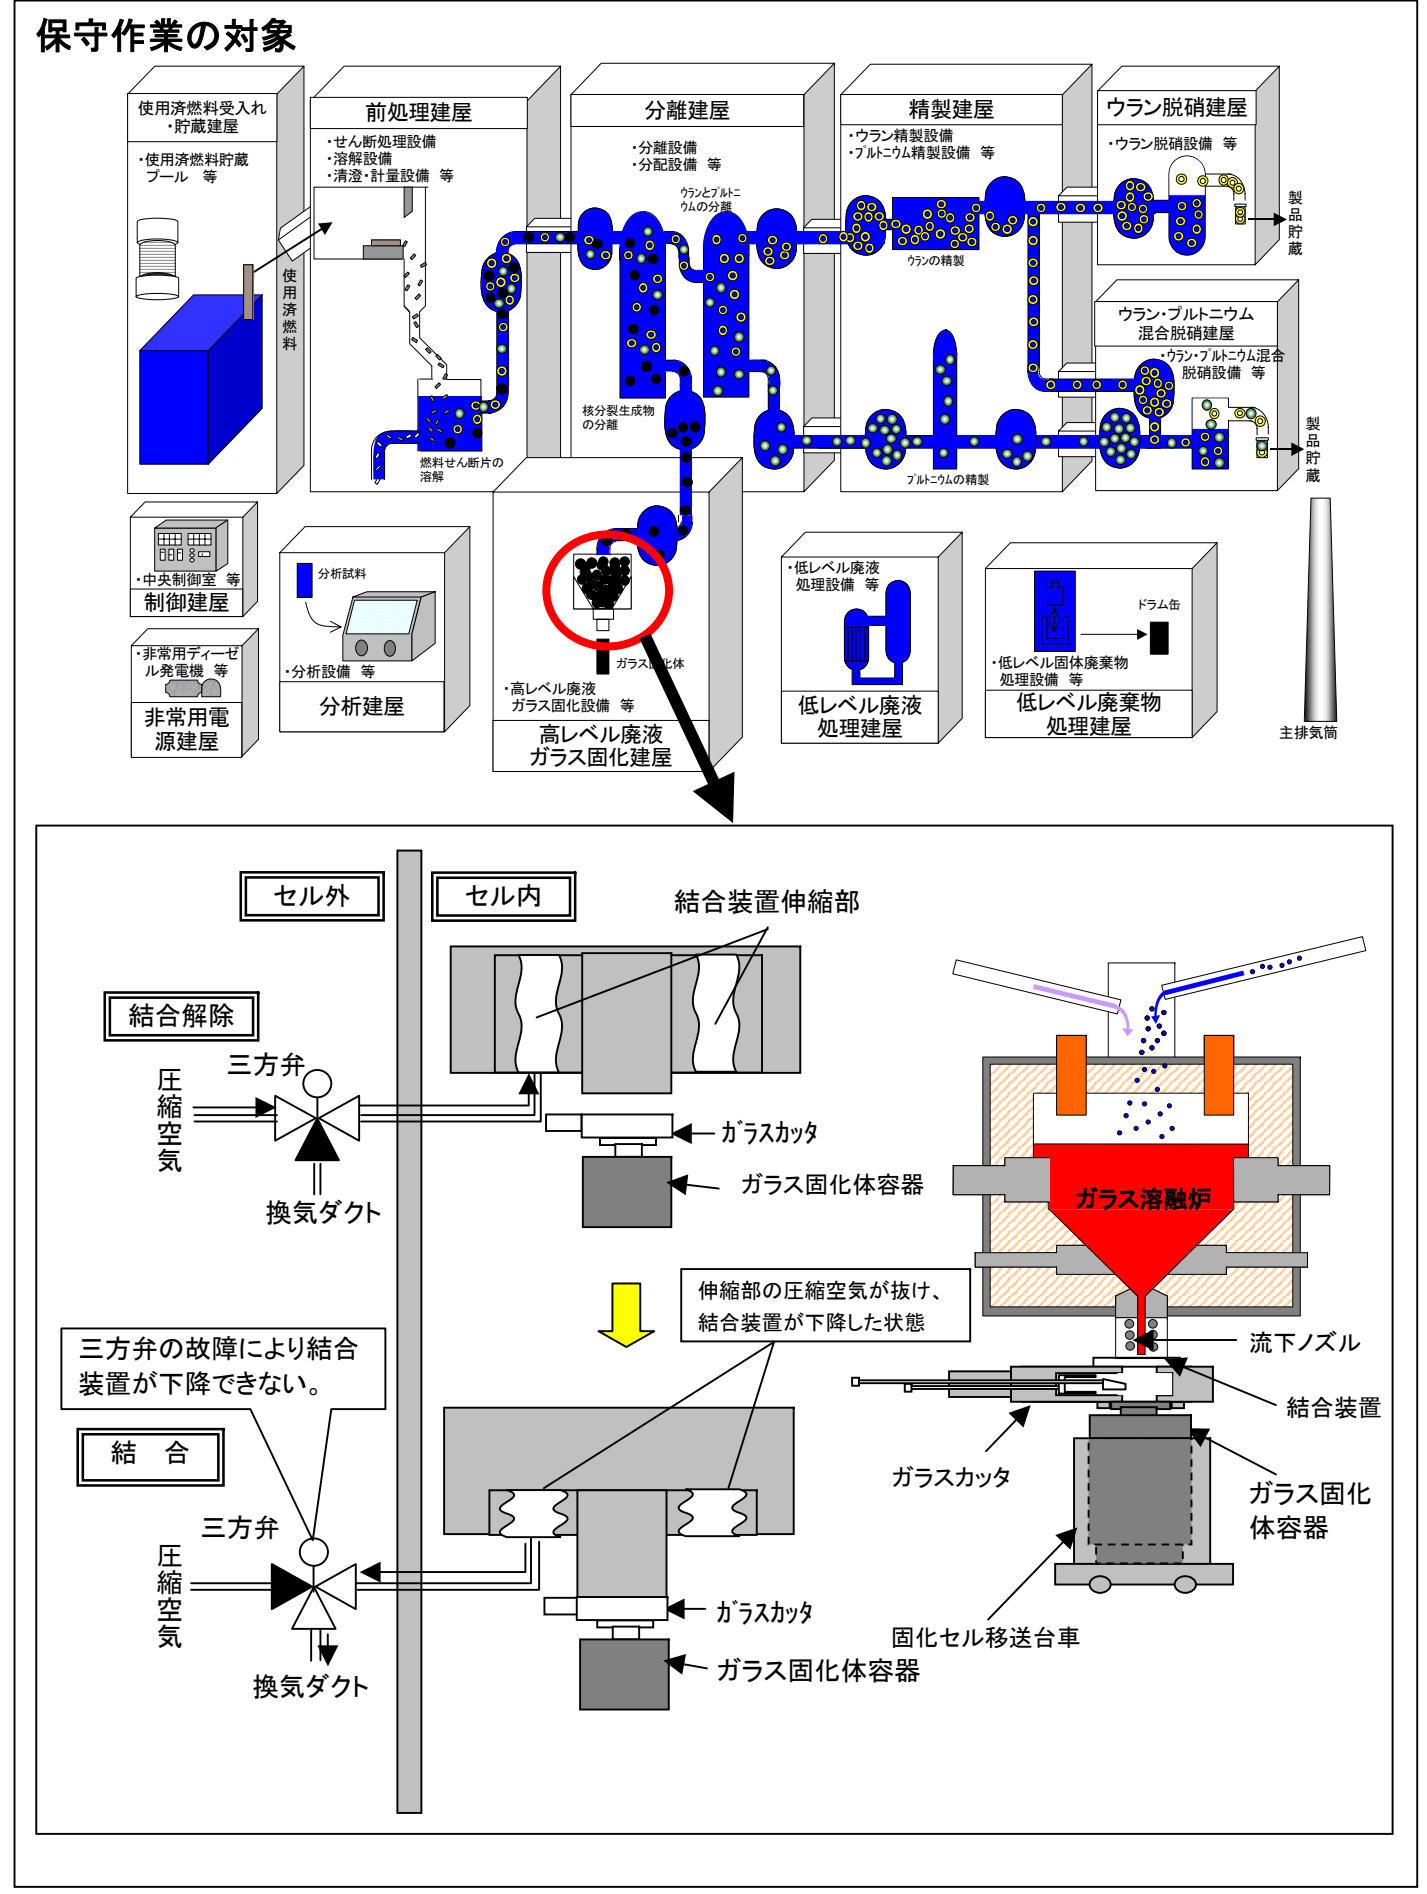 保守作業の対象
使用済燃料受入れ
・貯蔵建屋
・使用済燃料貯蔵
プール 等
使用済燃料
前処理建屋
・せん断処理設備
・溶解設備
・清澄・計量設備 等
燃料せん断片の
溶解
分離建屋
・分離設備
・分配設備 等
ウランとプルトニ
ウムの分離
核分裂生成物
の分離
精製建屋
・ウラン精製設備
・プルトニウム精製設備 等
ウランの精製
プルトニウムの精製
ウラン脱硝建屋
・ウラン脱硝設備 等
製品貯蔵
ウラン・プルトニウム
混合脱硝建屋
・ウラン・プルトニウム混合
脱硝設備 等
製品貯蔵
・中央制御室 等
制御建屋
・非常用ディーゼ
ル発電機 等
非常用電
源建屋
分析試料
・分析設備 等
分析建屋
ガラス固化体
・高レベル廃液
ガラス固化設備 等
高レベル廃液
ガラス固化建屋
・低レベル廃液
処理設備 等
低レベル廃液
処理建屋
ドラム缶
・低レベル固体廃棄物
処理設備 等
低レベル廃棄物
処理建屋
主排気筒
セル外
セル内
結合装置伸縮部
結合解除
三方弁
圧縮空気
換気ダクト
ガラスカッタ
ガラス固化体容器
伸縮部の圧縮空気が抜け、
結合装置が下降した状態
三方弁の故障により結合
装置が下降できない。
結 合
三方弁
圧縮空気
換気ダクト
ガラスカッタ
ガラス固化体容器
ガラス溶融炉
流下ノズル
結合装置
ガラスカッタ
ガラス固化
体容器
固化セル移送台車